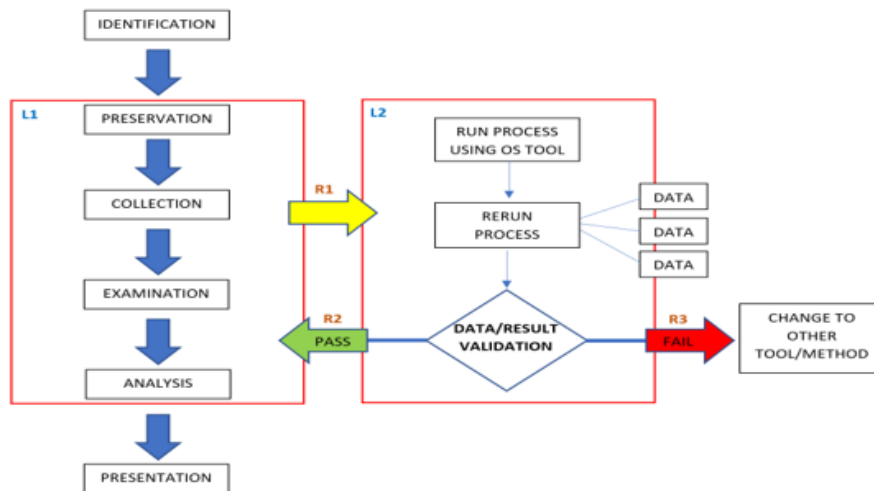 IDENTIFICATION
L1
PRESERVATION
COLLECTION
EXAMINATION
ANALYSIS
PRESENTATION
R1
R2
PASS
L2
RUN PROCESS
USING OS TOOL
RERUN
PROCESS
DATA
DATA
DATA
DATA/RESULT
VALIDATION
R3
FAIL
CHANGE TO
OTHER
TOOL/METHOD